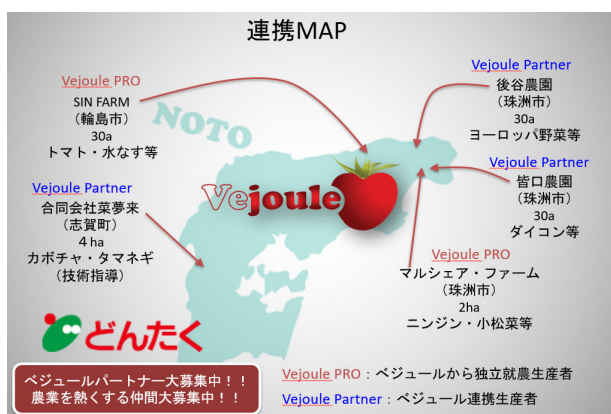 連携MAP
Vejoule PRO
SIN FARM
（輪島市）
30a
トマト・水なす等
NOTO
Vejoule Partner
後谷農園
（珠洲市）
30a
ヨーロッパ野菜等
Vejoule Partner
皆口農園
（珠洲市）
30a
ダイコン等
Vejoule Partner
合同会社菜夢来
（志賀町）
４ha
カボチャ・タマネギ
（技術指導）
Vejoule
Vejoule PRO
マルシェア・ファーム
（珠洲市）
2ha
ニンジン・小松菜等
どんたく
ベジュールパートナー大募集中！！
農業を熱くする仲間大募集中！！
Vejoule PRO：ベジュールから独立就農生産者
Vejoule Partner：ベジュール連携生産者